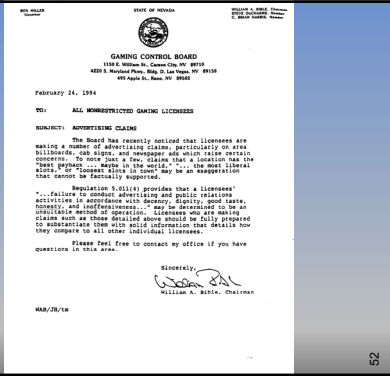 BOB MILLER
Governor
STATE OF NEVADA
WILLIAM A. BIBLE, Chairman
STEVE DUCHARME, Member
C. BRIAN HARRIS, Member
GAMING CONTROL BOARD
1150 E. William St., Carson City, NV 89710
4220 S. Maryland Pkwy., Bldg. D, Las Vegas, NV 89158
495 Apple St., Reno, NV 89502
February 24, 1994
TO: ALL NONRESTRICTED GAMING LICENSEES
SUBJECT: ADVERTISING CLAIMS
The Board has recently noticed that licensees are
making a number of advertising claims, particularly on area
billboards, cab signs, and newspaper ads which raise certain
concerns. To note just a few, claims that a location has the
"best payback ... maybe in the world," "... the most liberal
slots," or "loosest slots in town" may be an exaggeration
that cannot be factually supported.
Regulation 5.011(4) provides that a licensees'
"...failure to conduct advertising and public relations
activities in accordance with decency, dignity, good taste,
honesty, and inoffensiveness..." may be determined to be an
unsuitable method of operation. Licensees who are making
claims such as those detailed above should be fully prepared
to substantiate them with solid information that details how
they compare to all other individual licensees.
Please feel free to contact my office if you have
questions in this area.
Sincerely,
William A. Bible, Chairman
WAB/JH/tm
52